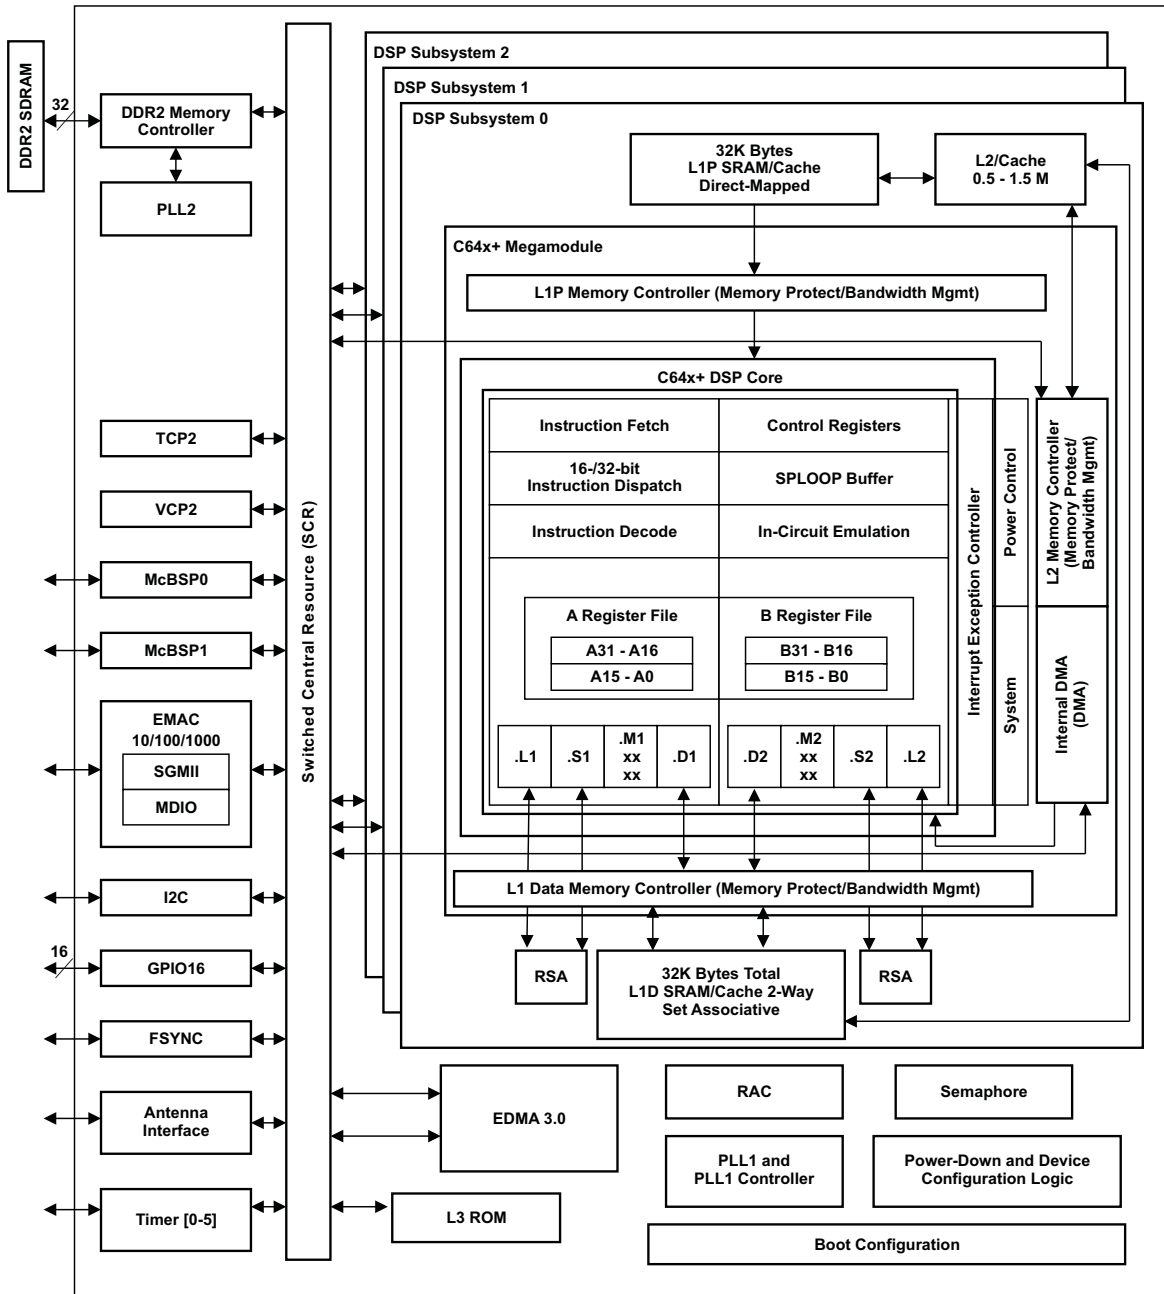 DSP Subsystem 2
DSP Subsystem 1
DSP Subsystem 0
DDR2 SDRAM
32
DDR2 Memory
Controller
PLL2
TCP2
VCP2
McBSP0
McBSP1
EMAC
10/100/1000
SGMII
MDIO
I2C
16
GPIO16
FSYNC
Antenna
Interface
Timer [0-5]
Switched Central Resource (SCR)
32K Bytes
L1P SRAM/Cache
Direct-Mapped
L2/Cache
0.5 - 1.5 M
C64x+ Megamodule
L1P Memory Controller (Memory Protect/Bandwidth Mgmt)
C64x+ DSP Core
Instruction Fetch
Control Registers
16-/32-bit
Instruction Dispatch
SPLOOP Buffer
Instruction Decode
In-Circuit Emulation
A Register File
A31 - A16
A15 - A0
B Register File
B31 - B16
B15 - B0
.L1
.S1
.M1
xx
xx
.D1
.D2
.M2
xx
xx
.S2
.L2
Interrupt Exception Controller
Power Control
System
L2 Memory Controller
(Memory Protect/
Bandwidth Mgmt)
Internal DMA
(DMA)
L1 Data Memory Controller (Memory Protect/Bandwidth Mgmt)
RSA
32K Bytes Total
L1D SRAM/Cache 2-Way
Set Associative
RSA
EDMA 3.0
L3 ROM
RAC
Semaphore
PLL1 and
PLL1 Controller
Power-Down and Device
Configuration Logic
Boot Configuration